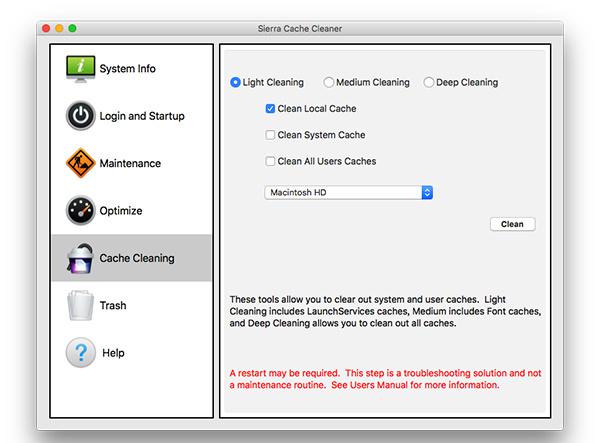 Sierra Cache Cleaner
System Info
Login and Startup
Maintenance
Optimize
Cache Cleaning
Trash
Help
Light Cleaning Medium Cleaning Deep Cleaning
Clean Local Cache
Clean System Cache
Clean All Users Caches
Macintosh HD
Clean
These tools allow you to clear out system and user caches. Light
Cleaning includes LaunchServices caches, Medium includes Font caches,
and Deep Cleaning allows you to clean out all caches.
A restart may be required. This step is a troubleshooting solution and not
a maintenance routine. See Users Manual for more information.